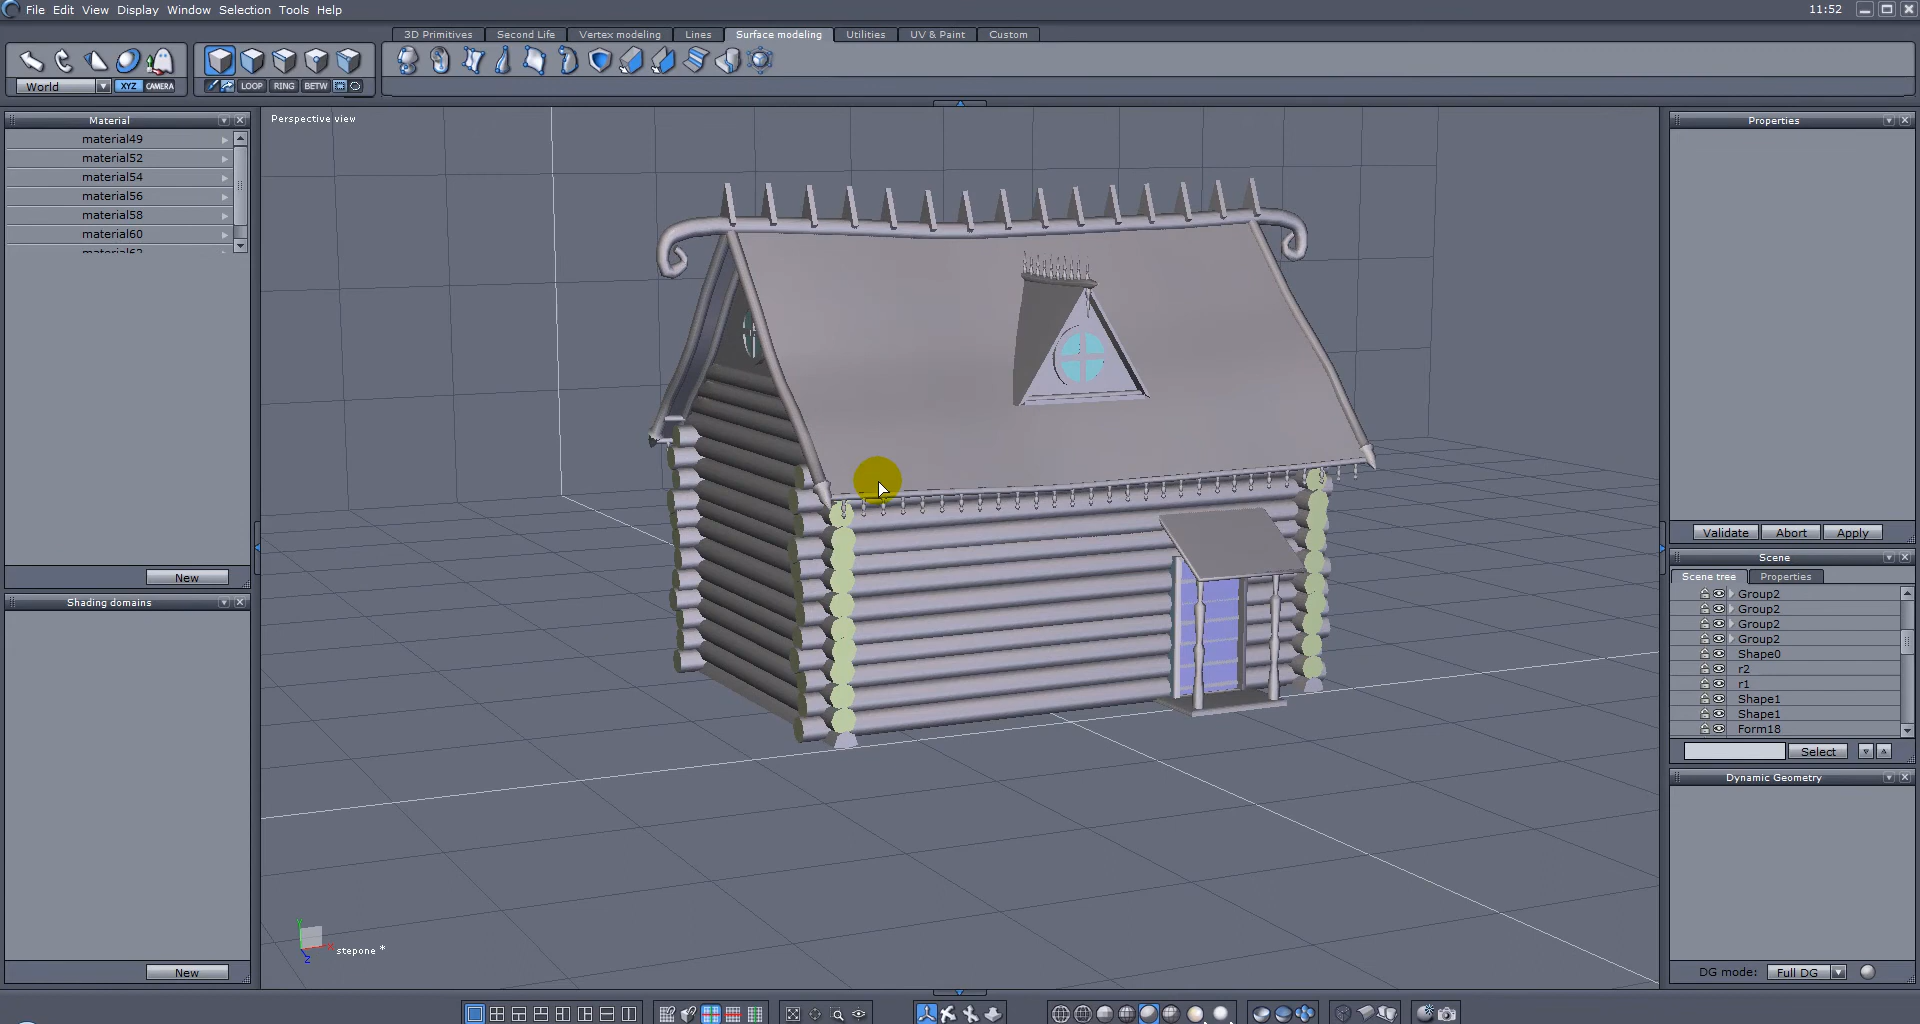 File Edit View Display Window Selection Tools Help
11:52
3D Primitives Second Life Vertex modeling Lines Surface modeling Utilities UV & Paint Custom
World XYZ CAMERA LOOP RING BETW
Material
material49
material52
material54
material56
material58
material60
material62
New
Shading domains
New
Perspective view
Y
X
Z
stepone *
Properties
Validate Abort Apply
Scene
Scene tree Properties
Group2
Group2
Group2
Group2
Shape0
r2
r1
Shape1
Shape1
Form18
Select
Dynamic Geometry
DG mode: Full DG